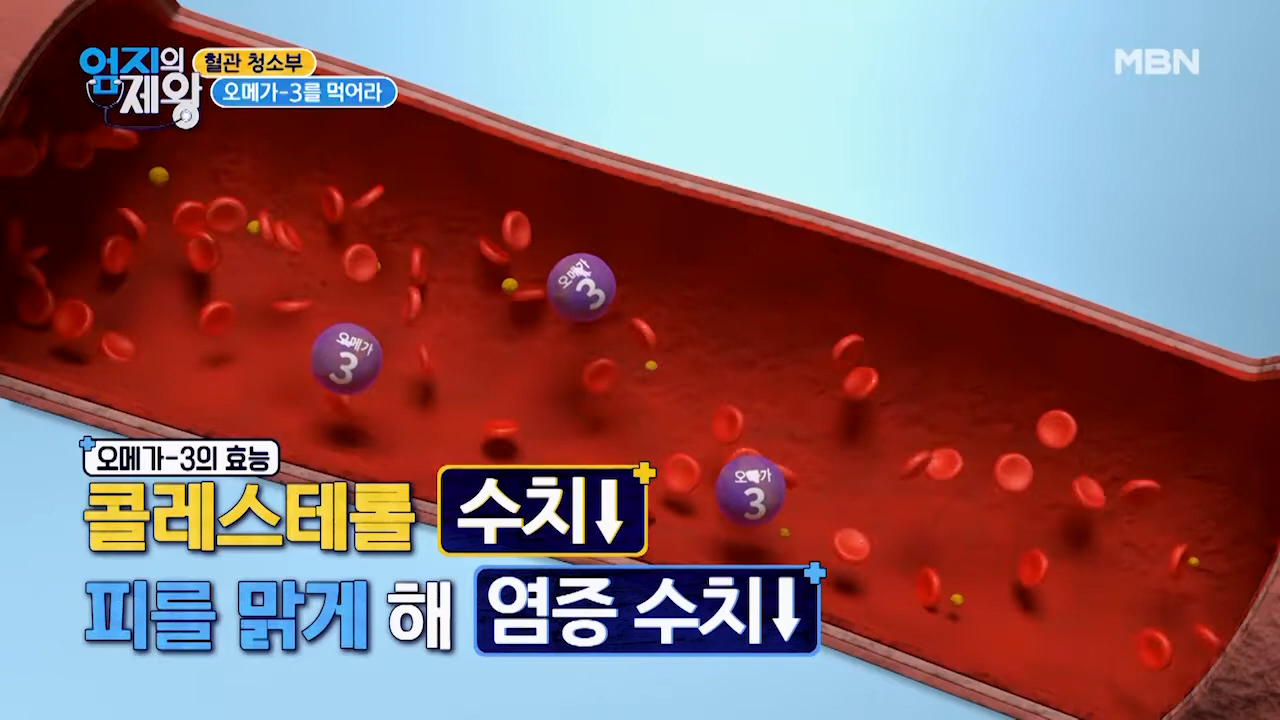 엄지의 제왕
혈관 청소부
오메가-3를 먹어라
MBN
오메가 3
오메가 3
오메가 3
오메가-3의 효능
콜레스테롤 수치↓
피를 맑게 해 염증 수치↓